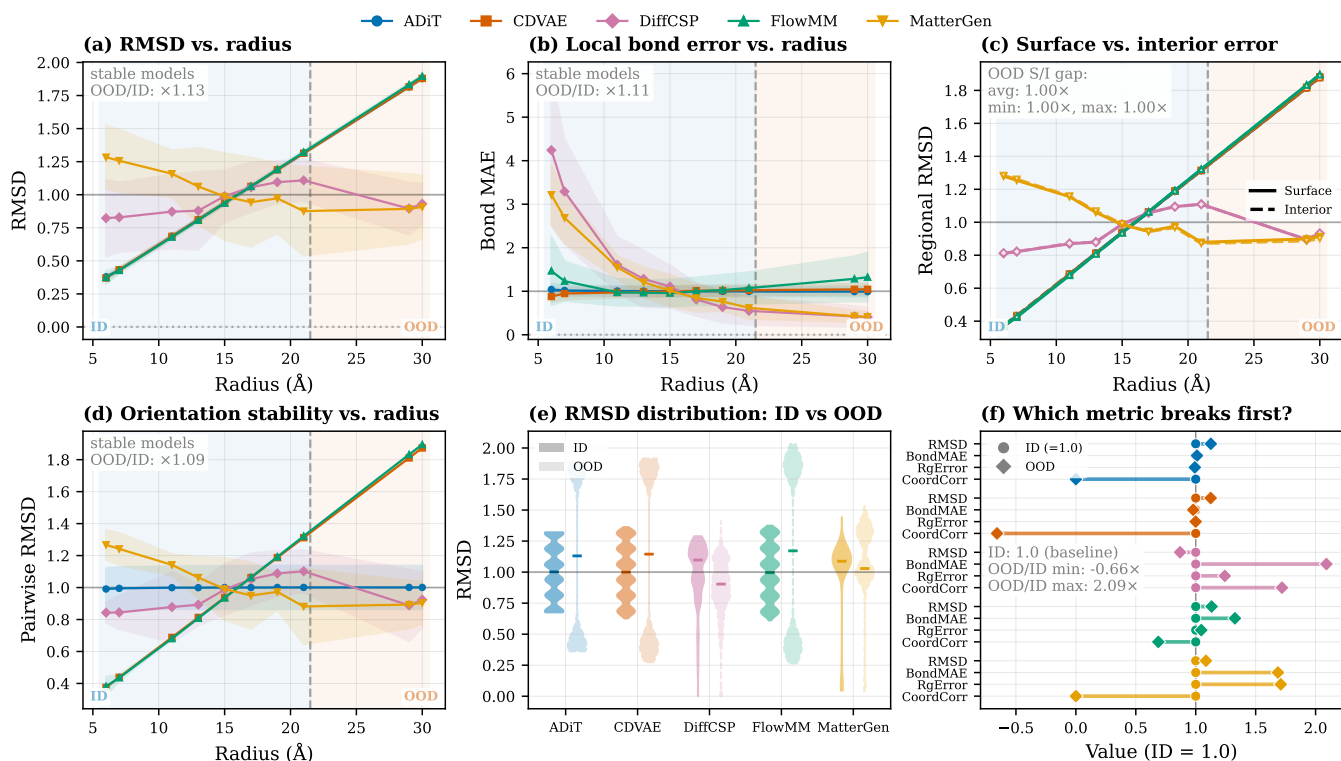 ADiT CDVAE DiffCSP FlowMM MatterGen
(a) RMSD vs. radius
stable models
OOD/ID: ×1.13
RMSD
2.00
1.75
1.50
1.25
1.00
0.75
0.50
0.25
0.00
ID
OOD
5 10 15 20 25 30
Radius (Å)
(b) Local bond error vs. radius
stable models
OOD/ID: ×1.11
Bond MAE
6
5
4
3
2
1
0
ID
OOD
5 10 15 20 25 30
Radius (Å)
(c) Surface vs. interior error
OOD S/I gap:
avg: 1.00×
min: 1.00×, max: 1.00×
Regional RMSD
1.8
1.6
1.4
1.2
1.0
0.8
0.6
0.4
Surface
Interior
ID
OOD
5 10 15 20 25 30
Radius (Å)
(d) Orientation stability vs. radius
stable models
OOD/ID: ×1.09
Pairwise RMSD
1.8
1.6
1.4
1.2
1.0
0.8
0.6
0.4
ID
OOD
5 10 15 20 25 30
Radius (Å)
(e) RMSD distribution: ID vs OOD
ID
OOD
RMSD
2.00
1.75
1.50
1.25
1.00
0.75
0.50
0.25
0.00
ADiT CDVAE DiffCSP FlowMM MatterGen
(f) Which metric breaks first?
ID (=1.0)
OOD
RMSD
BondMAE
RgError
CoordCorr
RMSD
BondMAE
RgError
CoordCorr
RMSD
BondMAE
RgError
CoordCorr
RMSD
BondMAE
RgError
CoordCorr
RMSD
BondMAE
RgError
CoordCorr
ID: 1.0 (baseline)
OOD/ID min: -0.66×
OOD/ID max: 2.09×
−0.5 0.0 0.5 1.0 1.5 2.0
Value (ID = 1.0)